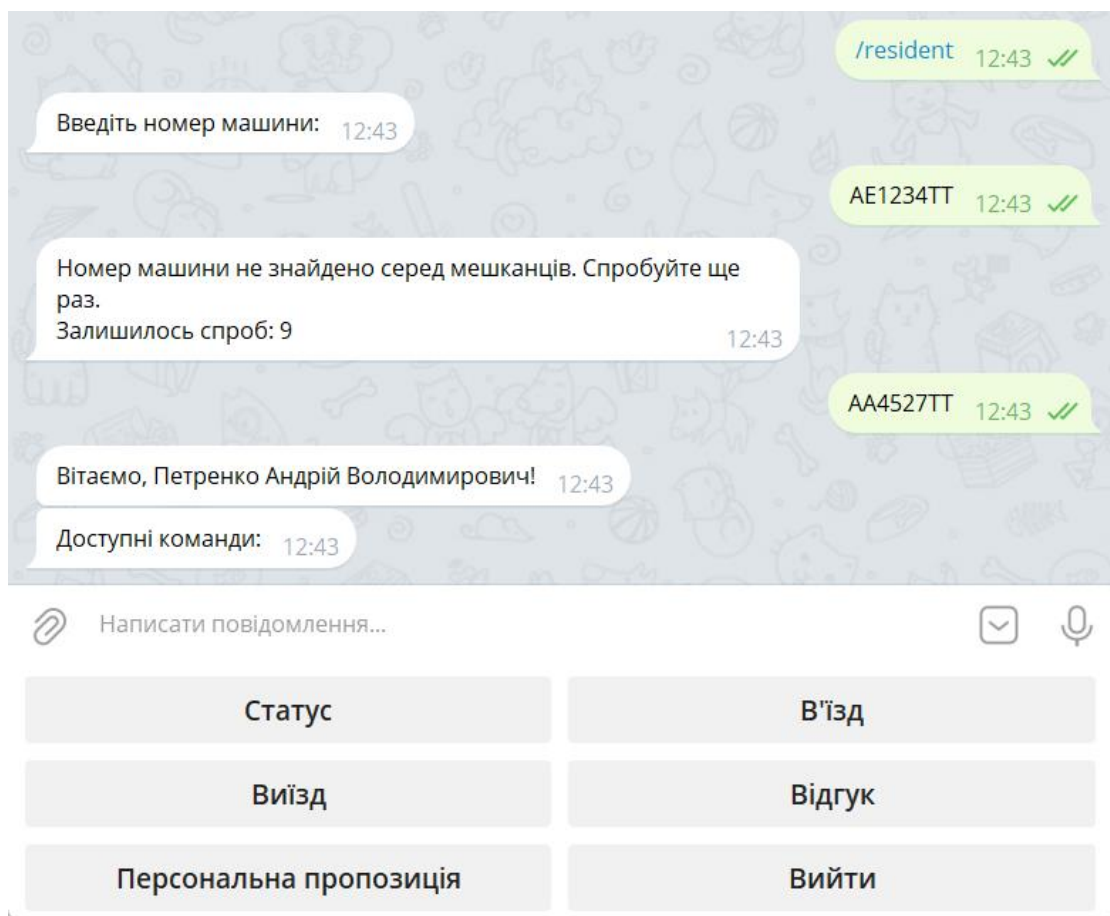 /resident 12:43
Введіть номер машини: 12:43
AE1234TT 12:43
Номер машини не знайдено серед мешканців. Спробуйте ще
раз.
Залишилось спроб: 9 12:43
AA4527TT 12:43
Вітаємо, Петренко Андрій Володимирович! 12:43
Доступні команди: 12:43
Написати повідомлення...
Статус В'їзд
Виїзд Відгук
Персональна пропозиція Вийти